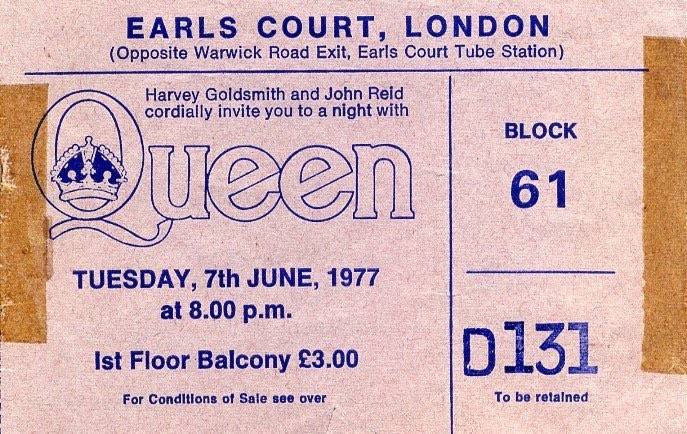 EARLS COURT, LONDON
(Opposite Warwick Road Exit, Earls Court Tube Station)
Harvey Goldsmith and John Reid
cordially invite you to a night with
Queen
TUESDAY, 7th JUNE, 1977
at 8.00 p.m.
Ist Floor Balcony £3.00
For Conditions of Sale see over
BLOCK
61
D131
To be retained